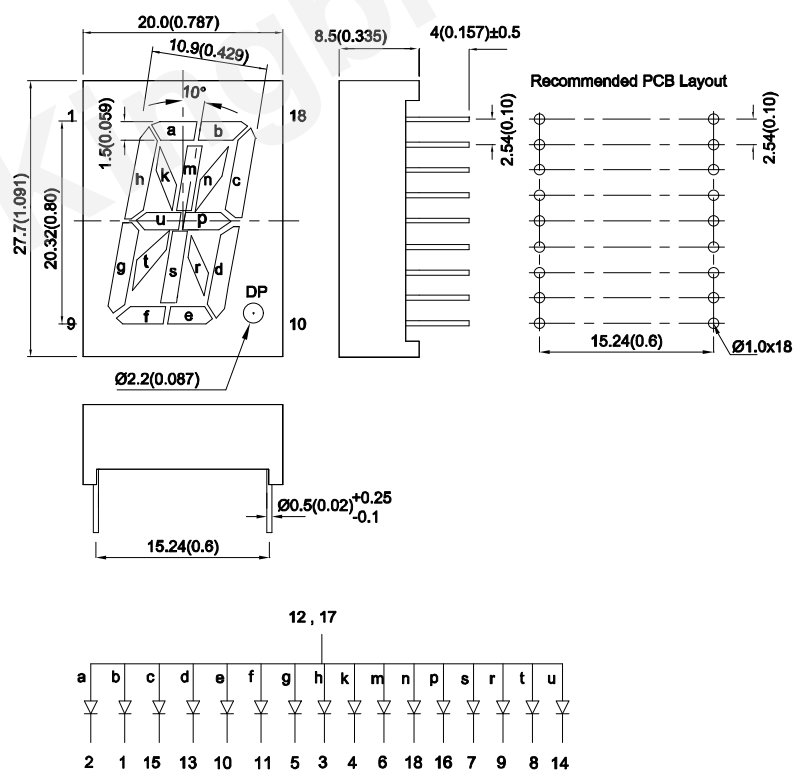 20.0(0.787)
10.9(0.429)
10°
1
18
1.5(0.059)
a
b
m
k
n
h
c
u
p
27.7(1.091)
20.32(0.80)
g
t
s
r
d
DP
f
e
9
10
Ø2.2(0.087)
8.5(0.335)
4(0.157)±0.5
2.54(0.10)
Recommended PCB Layout
2.54(0.10)
15.24(0.6)
Ø1.0x18
Ø0.5(0.02)+0.25
-0.1
15.24(0.6)
12 , 17
a b c d e f g h k m n p s r t u
2 1 15 13 10 11 5 3 4 6 18 16 7 9 8 14